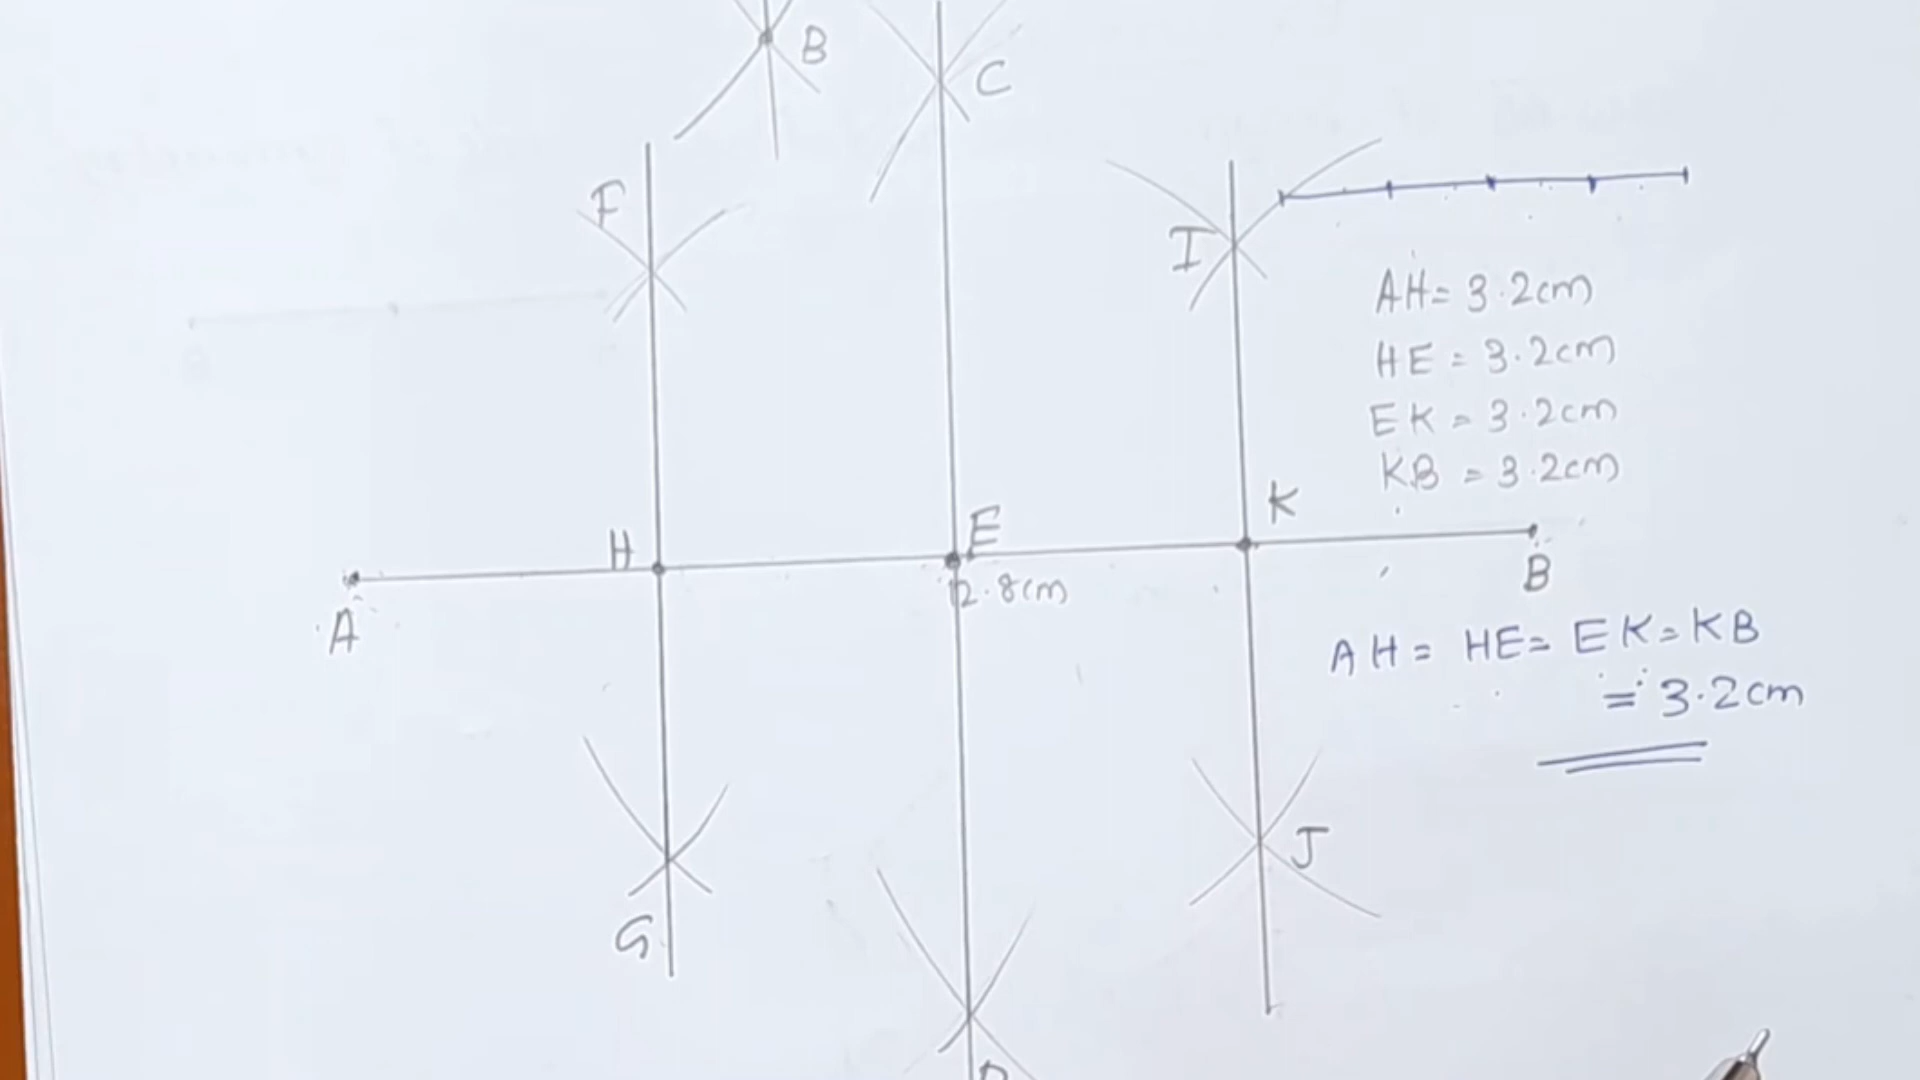 B
C
F
I
AH = 3.2cm
HE = 3.2cm
EK = 3.2cm
KB = 3.2cm
K
E
H
12.8cm
B
A
AH = HE = EK = KB
= 3.2cm
J
G
D